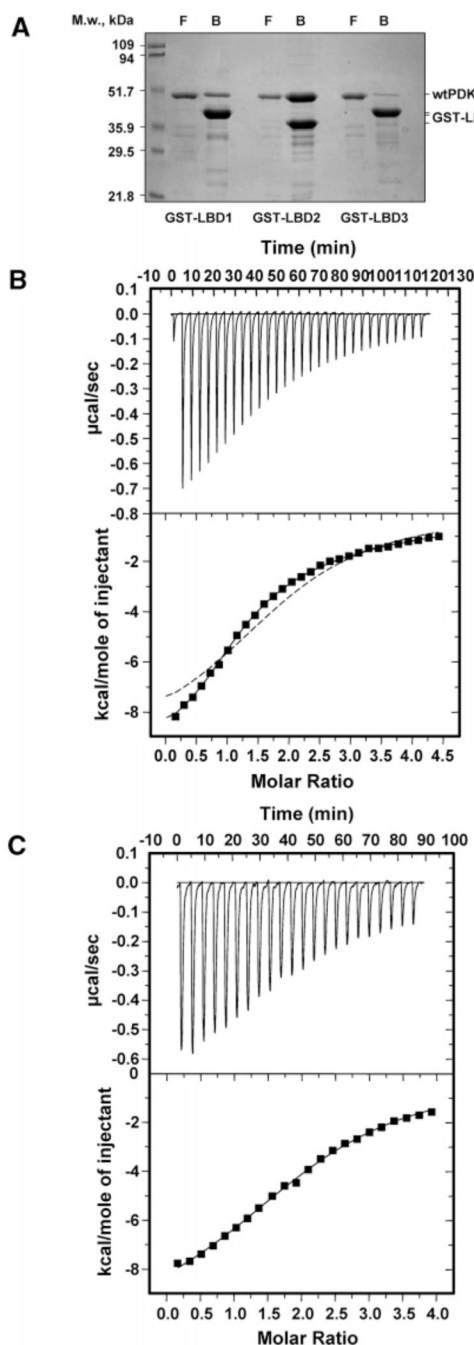 A
M.w., kDa F B F B F B
109
94
51.7
35.9
29.5
21.8
wtPDK
GST-L
GST-LBD1 GST-LBD2 GST-LBD3
B
Time (min)
-10 0 10 20 30 40 50 60 70 80 90 100 110 120 130
0.1
0.0
-0.1
-0.2
-0.3
-0.4
-0.5
-0.6
-0.7
-0.8
µcal/sec
-2
-4
-6
-8
kcal/mole of injectant
0.0 0.5 1.0 1.5 2.0 2.5 3.0 3.5 4.0 4.5
Molar Ratio
C
Time (min)
-10 0 10 20 30 40 50 60 70 80 90 100
0.1
0.0
-0.1
-0.2
-0.3
-0.4
-0.5
-0.6
µcal/sec
0
-2
-4
-6
-8
kcal/mole of injectant
0.0 0.5 1.0 1.5 2.0 2.5 3.0 3.5 4.0
Molar Ratio